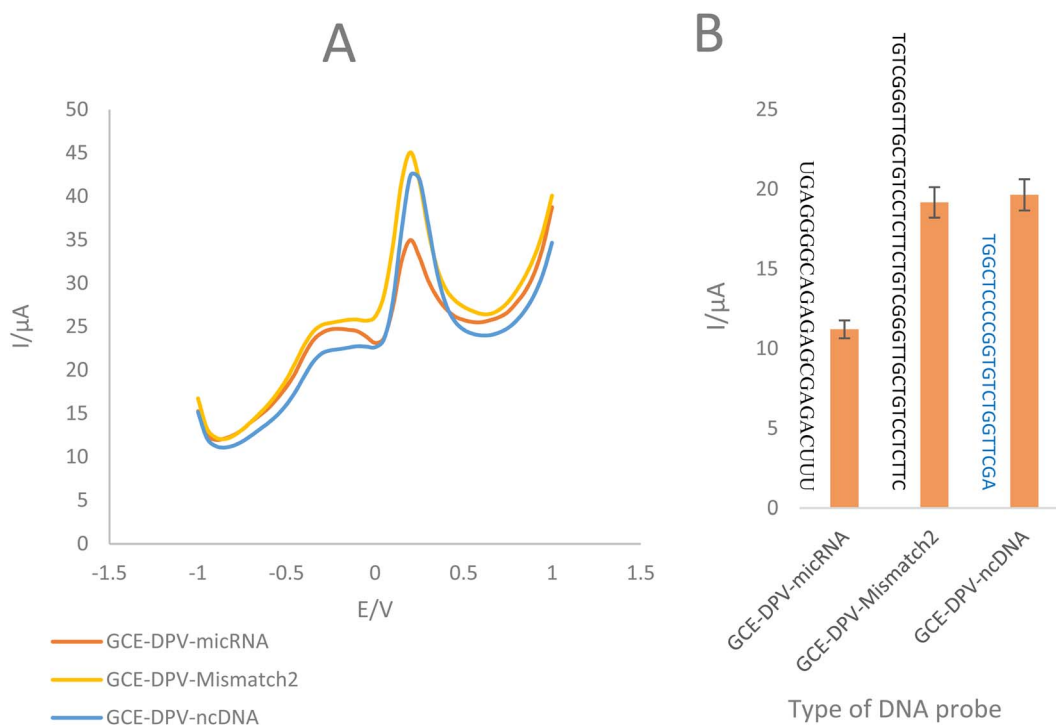 A
I/µA
50
45
40
35
30
25
20
15
10
5
0
-1.5
-1
-0.5
0
0.5
1
1.5
E/V
GCE-DPV-micRNA
GCE-DPV-Mismatch2
GCE-DPV-ncDNA
B
I/µA
25
20
15
10
5
0
UGAGGGGCAGAGAGCGAGACUUU
TGTCGGGTTGCTGTCCTCTTCTGTCGGGTTGCTGTCCTCTTC
TGGCTCCCCGGTGTCTGGTTCGA
GCE-DPV-micRNA
GCE-DPV-Mismatch2
GCE-DPV-ncDNA
Type of DNA probe